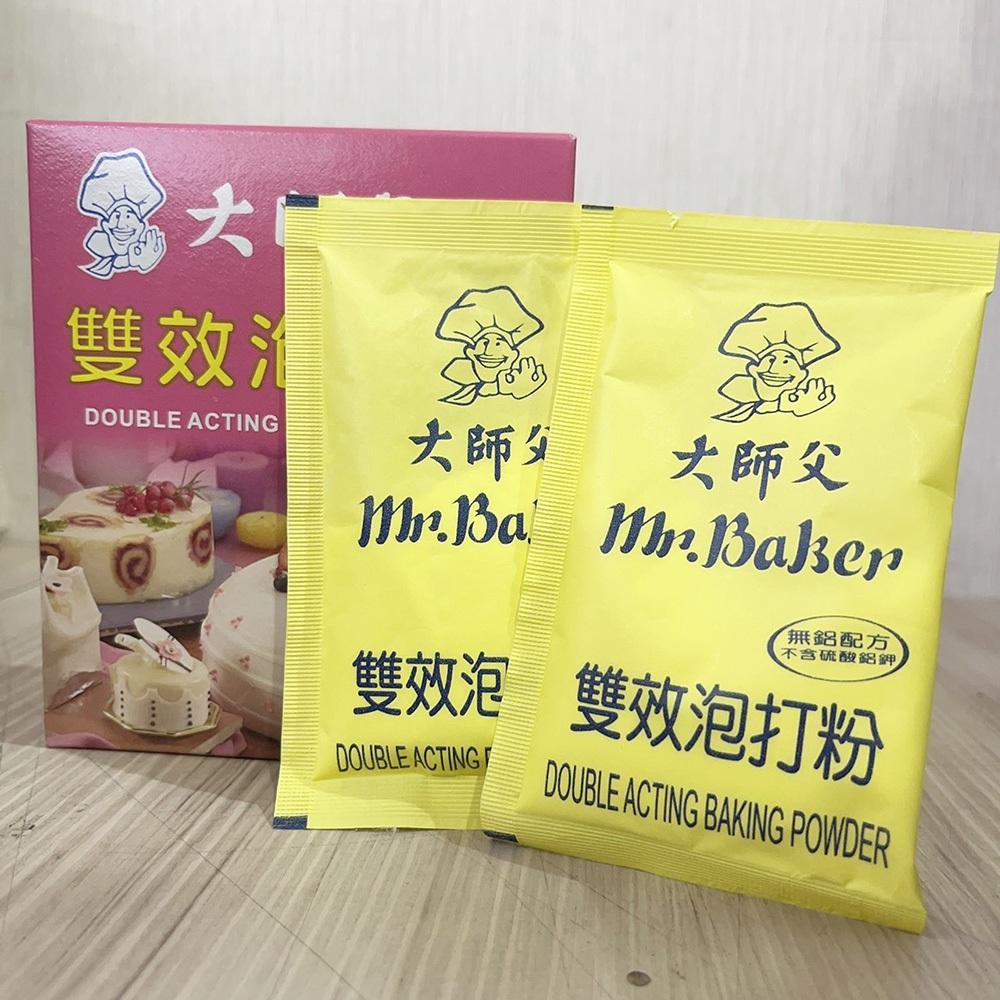 大
雙效泡
DOUBLE ACTING
大師父
Mr.Ba
雙效泡
DOUBLE ACTING
大師父
Mr.Baker
無鋁配方
不含硫酸鋁鉀
雙效泡打粉
DOUBLE ACTING BAKING POWDER